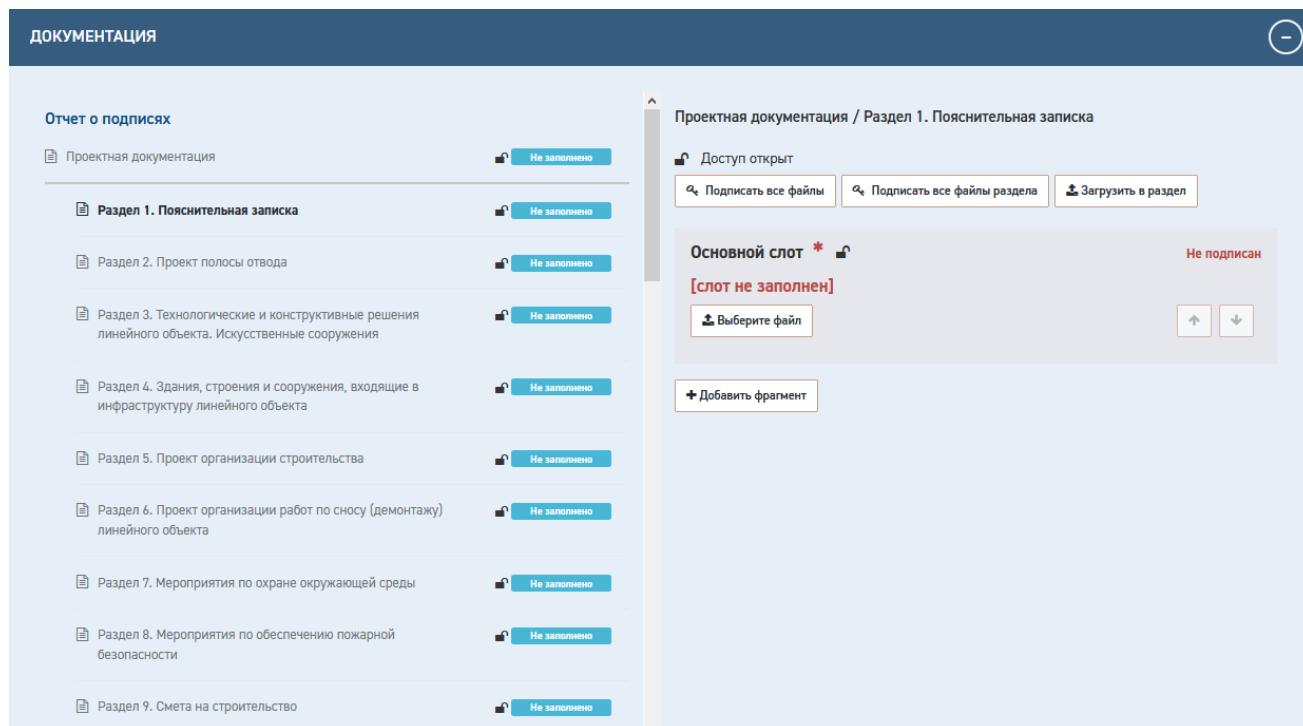 ДОКУМЕНТАЦИЯ
Отчет о подписях
Проектная документация
Не заполнено
Раздел 1. Пояснительная записка
Не заполнено
Раздел 2. Проект полосы отвода
Не заполнено
Раздел 3. Технологические и конструктивные решения
линейного объекта. Искусственные сооружения
Не заполнено
Раздел 4. Здания, строения и сооружения, входящие в
инфраструктуру линейного объекта
Не заполнено
Раздел 5. Проект организации строительства
Не заполнено
Раздел 6. Проект организации работ по сносу (демонтажу)
линейного объекта
Не заполнено
Раздел 7. Мероприятия по охране окружающей среды
Не заполнено
Раздел 8. Мероприятия по обеспечению пожарной
безопасности
Не заполнено
Раздел 9. Смета на строительство
Не заполнено
Проектная документация / Раздел 1. Пояснительная записка
Доступ открыт
Подписать все файлы
Подписать все файлы раздела
Загрузить в раздел
Основной слот *
Не подписан
[слот не заполнен]
Выберите файл
Добавить фрагмент